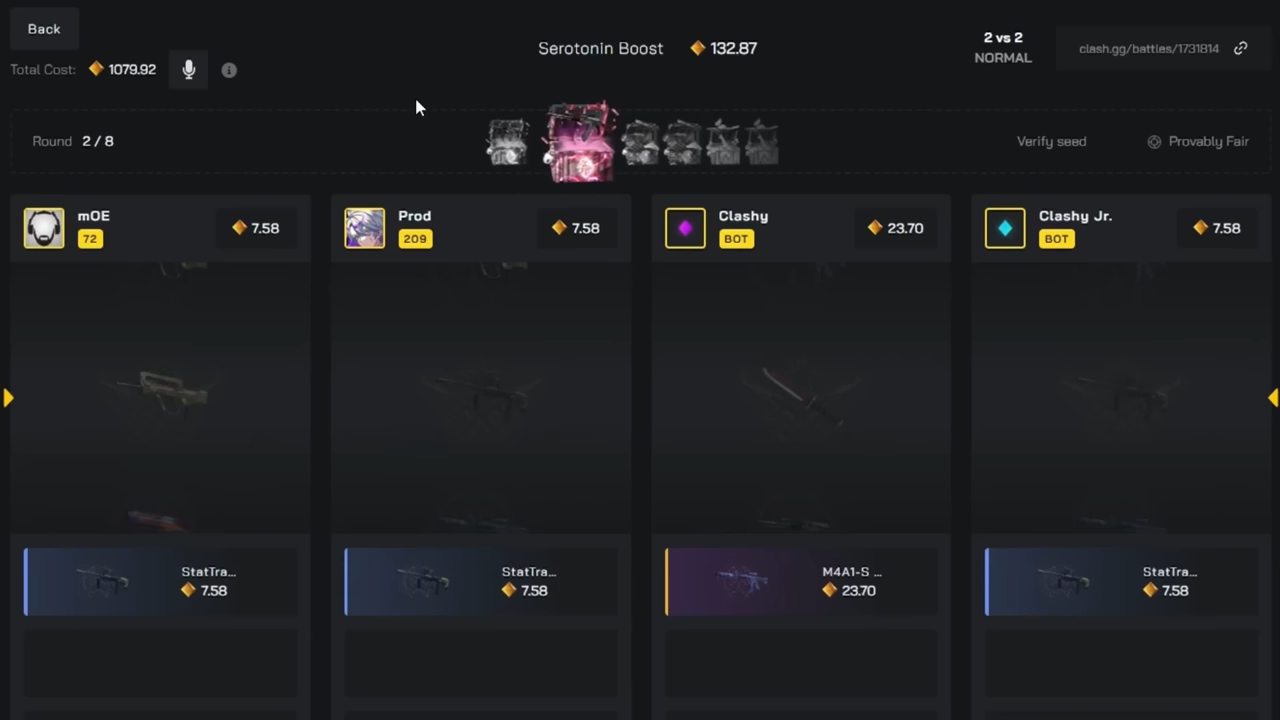 Back
Total Cost: 1079.92
Serotonin Boost 132.87
2 vs 2
NORMAL
clash.gg/battles/1731814
Round 2 / 8
Verify seed
Provably Fair
mOE
72
7.58
Prod
209
7.58
Clashy
BOT
23.70
Clashy Jr.
BOT
7.58
StatTra...
7.58
StatTra...
7.58
M4A1-S ...
23.70
StatTra...
7.58